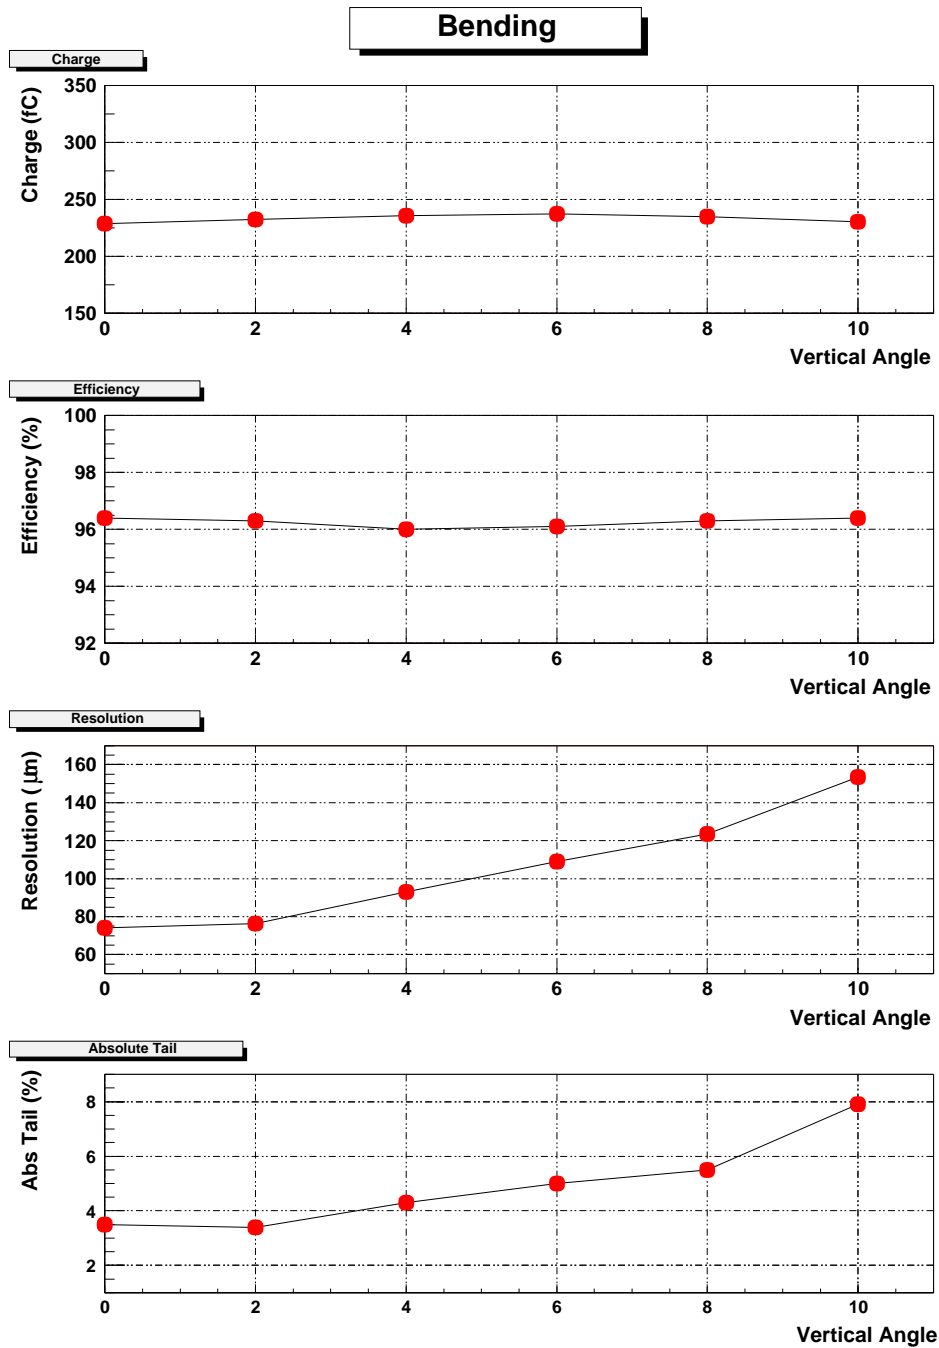 Bending
Charge
Charge (fC)
350
300
250
200
150
0 2 4 6 8 10
Vertical Angle
Efficiency
Efficiency (%)
100
98
96
94
92
0 2 4 6 8 10
Vertical Angle
Resolution
Resolution (μm)
160
140
120
100
80
60
0 2 4 6 8 10
Vertical Angle
Absolute Tail
Abs Tail (%)
8
6
4
2
0 2 4 6 8 10
Vertical Angle